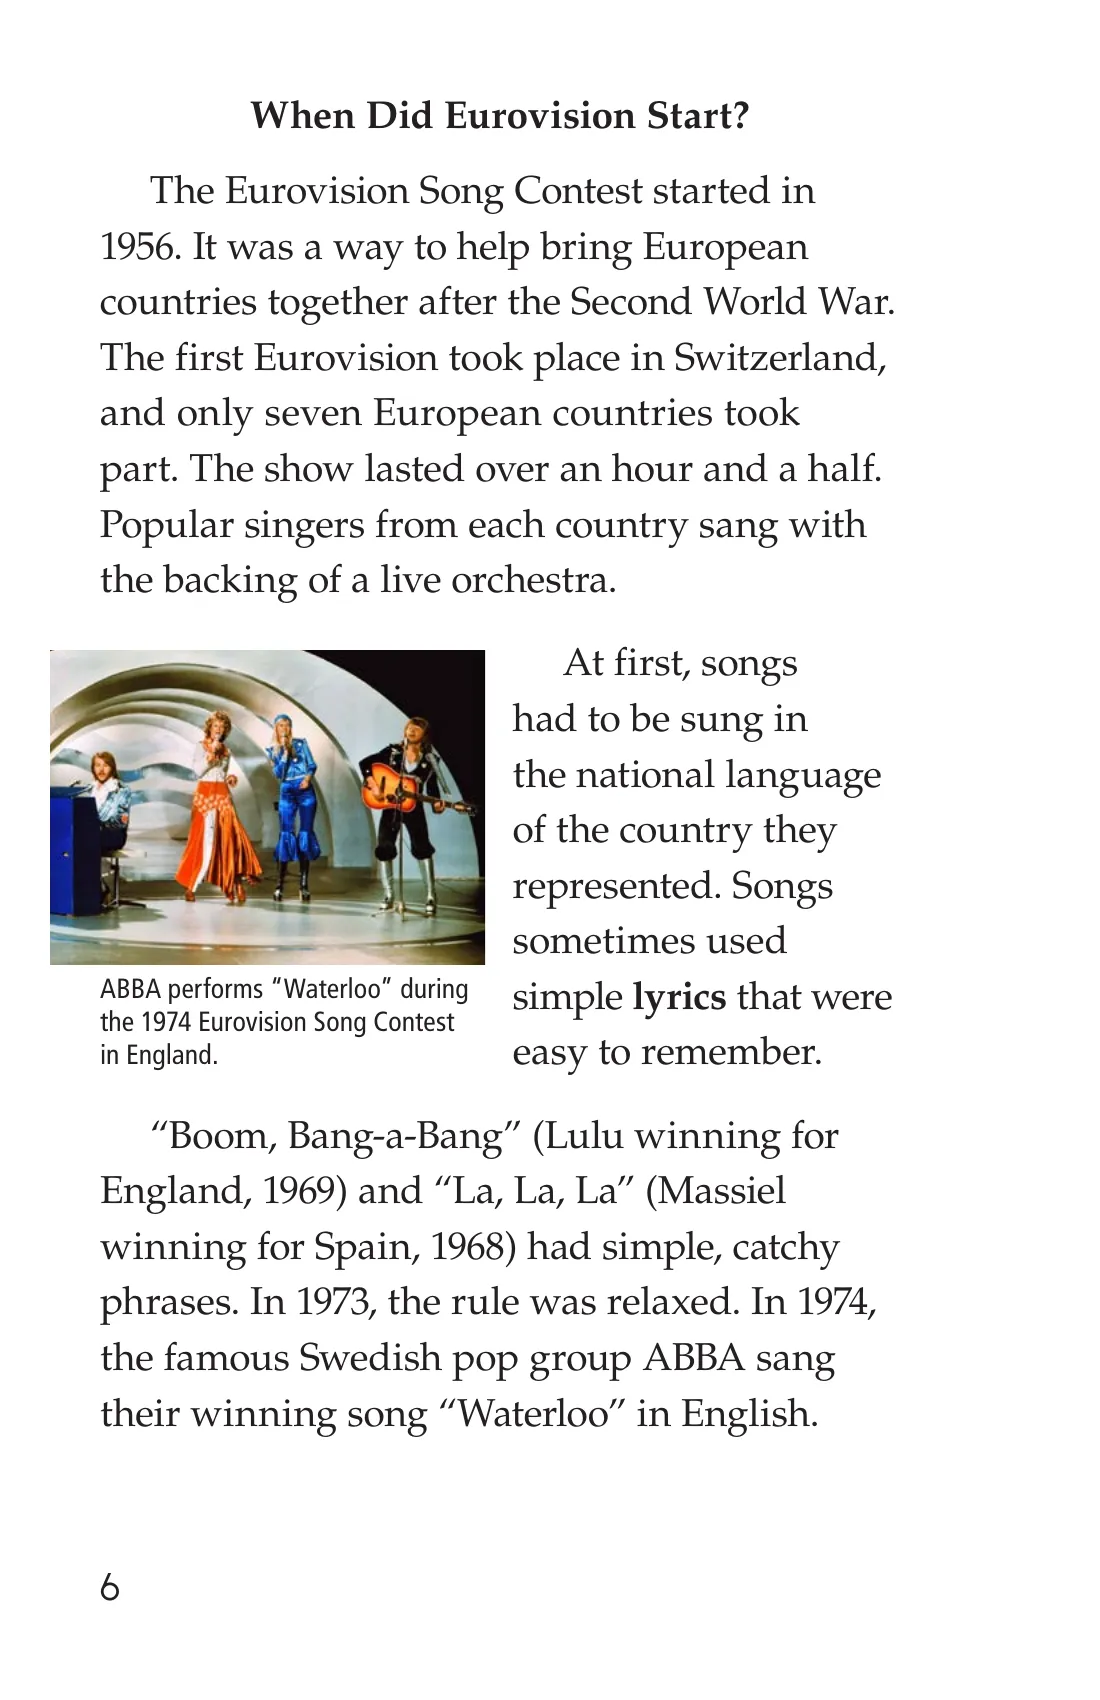 When Did Eurovision Start?
The Eurovision Song Contest started in
1956. It was a way to help bring European
countries together after the Second World War.
The first Eurovision took place in Switzerland,
and only seven European countries took
part. The show lasted over an hour and a half.
Popular singers from each country sang with
the backing of a live orchestra.
At first, songs
had to be sung in
the national language
of the country they
represented. Songs
sometimes used
simple lyrics that were
easy to remember.
ABBA performs “Waterloo” during
the 1974 Eurovision Song Contest
in England.
“Boom, Bang-a-Bang” (Lulu winning for
England, 1969) and “La, La, La” (Massiel
winning for Spain, 1968) had simple, catchy
phrases. In 1973, the rule was relaxed. In 1974,
the famous Swedish pop group ABBA sang
their winning song “Waterloo” in English.
6